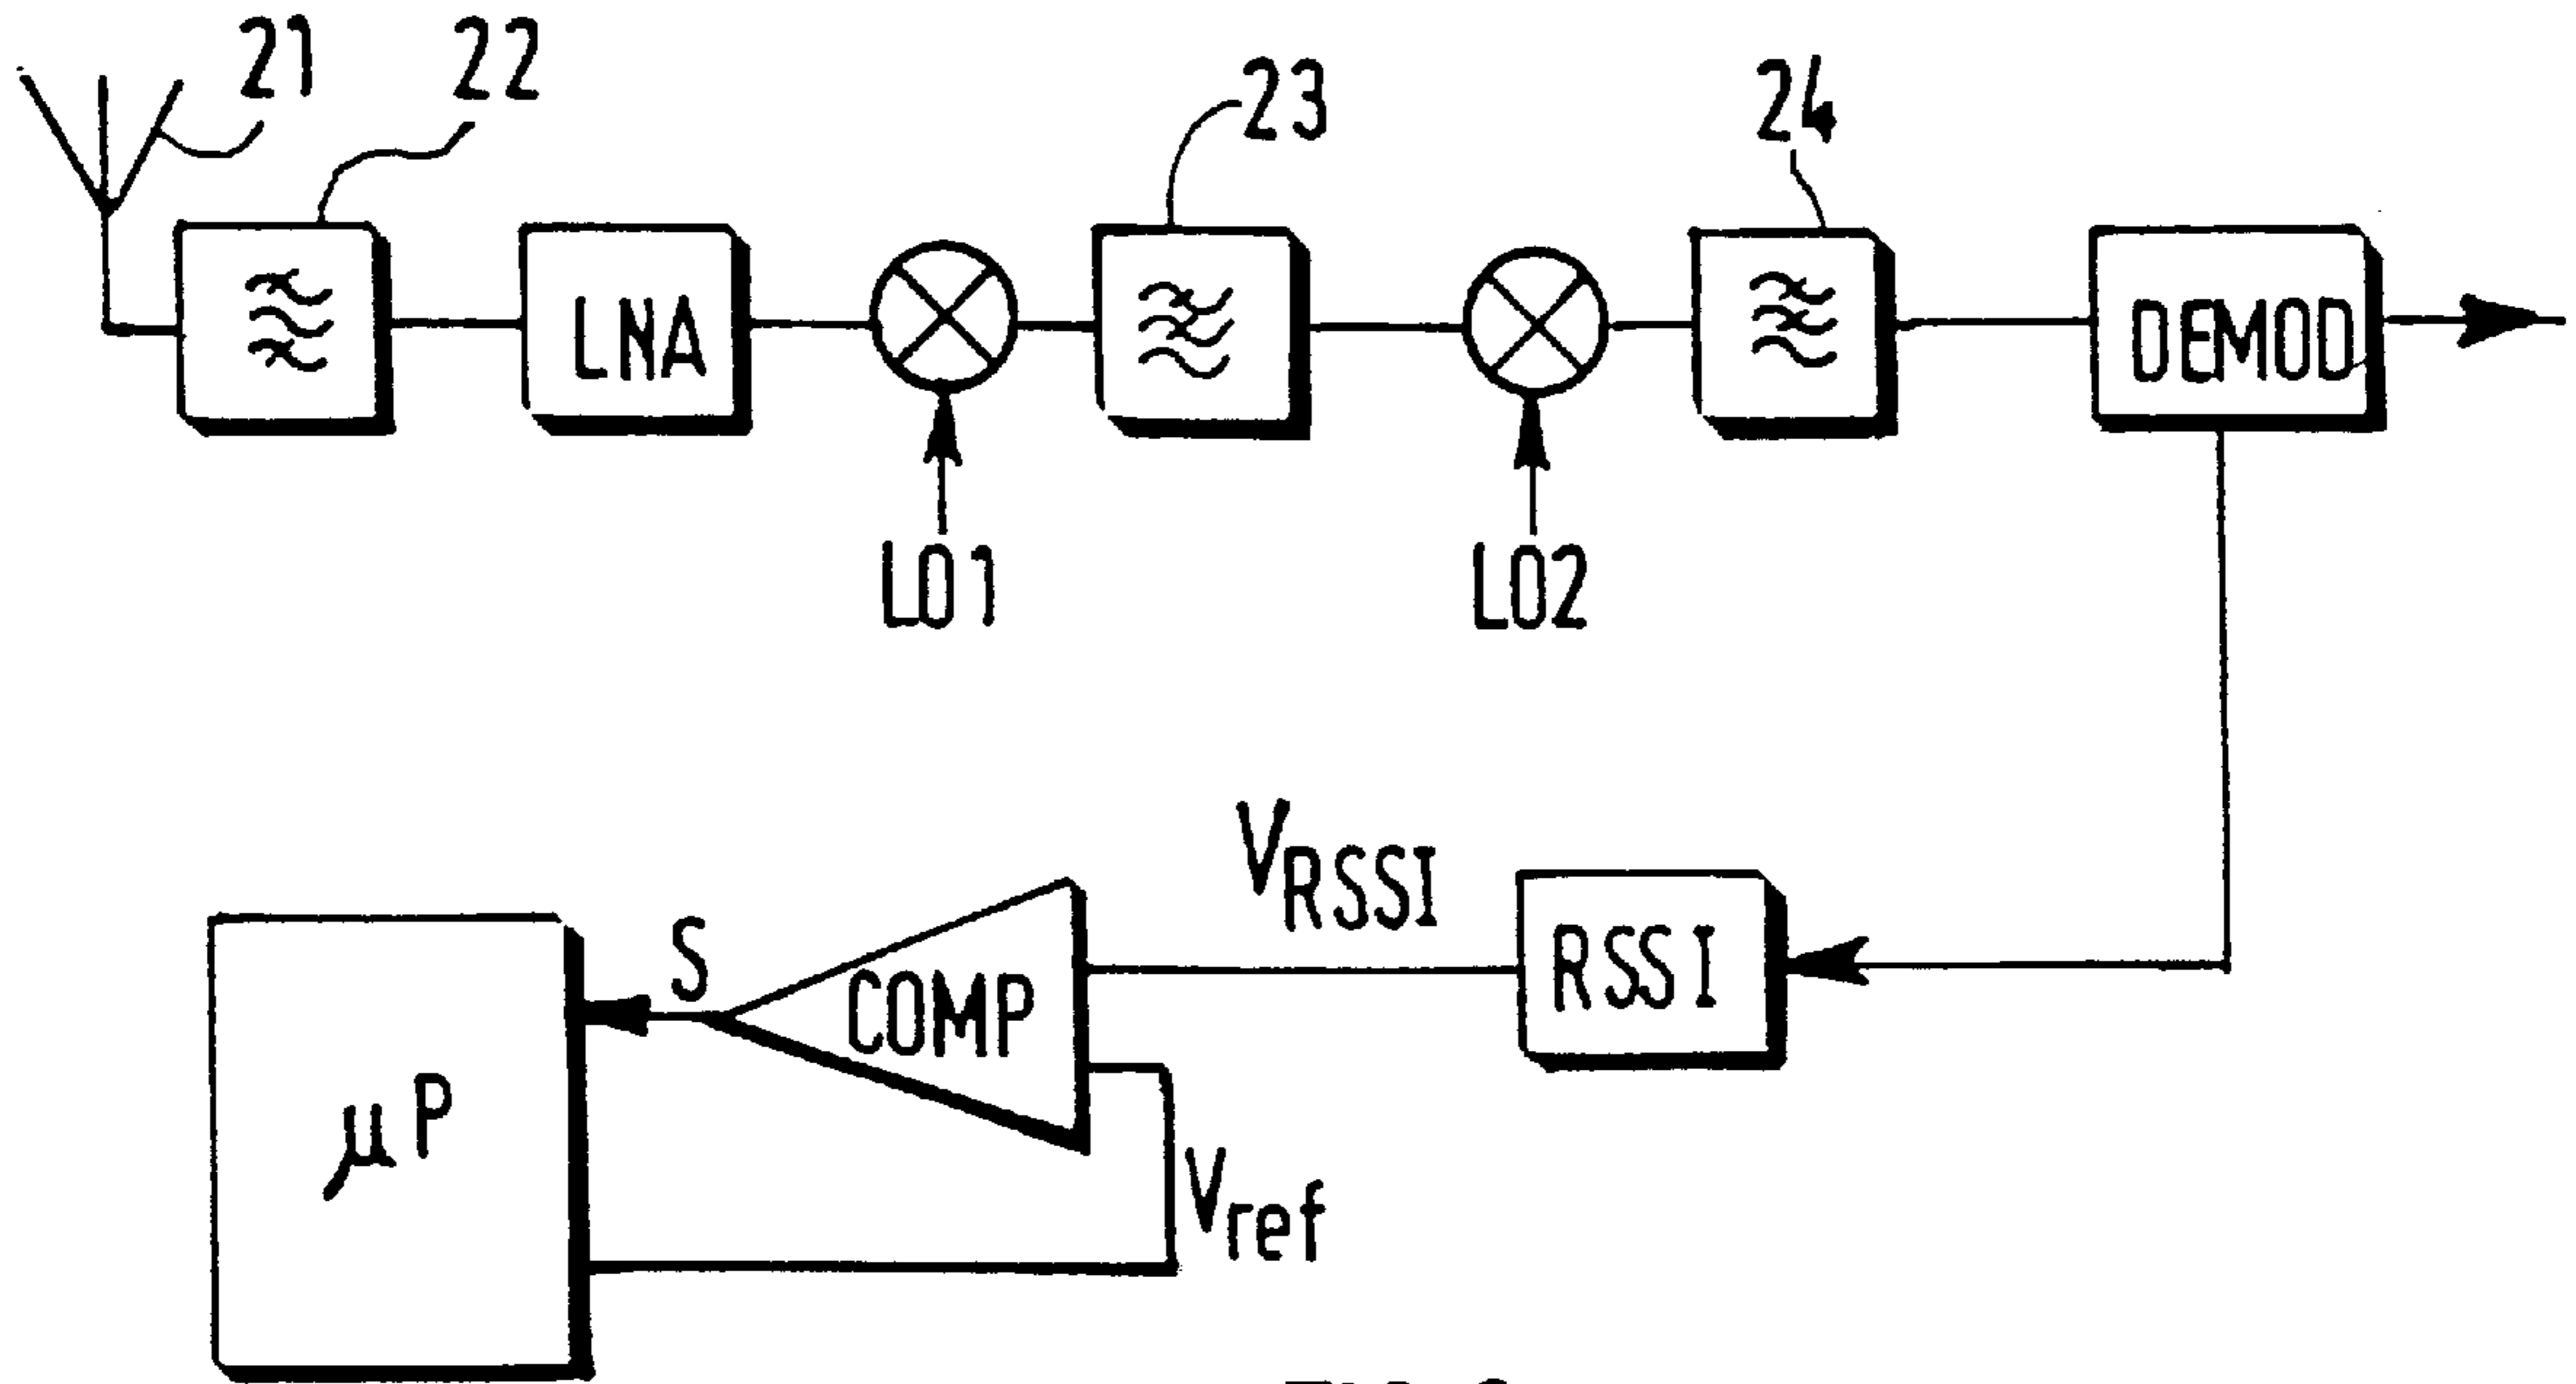 21
22
23
24
LNA
DEMOD
LO1
LO2
VRSSI
S
COMP
RSSI
μP
Vref